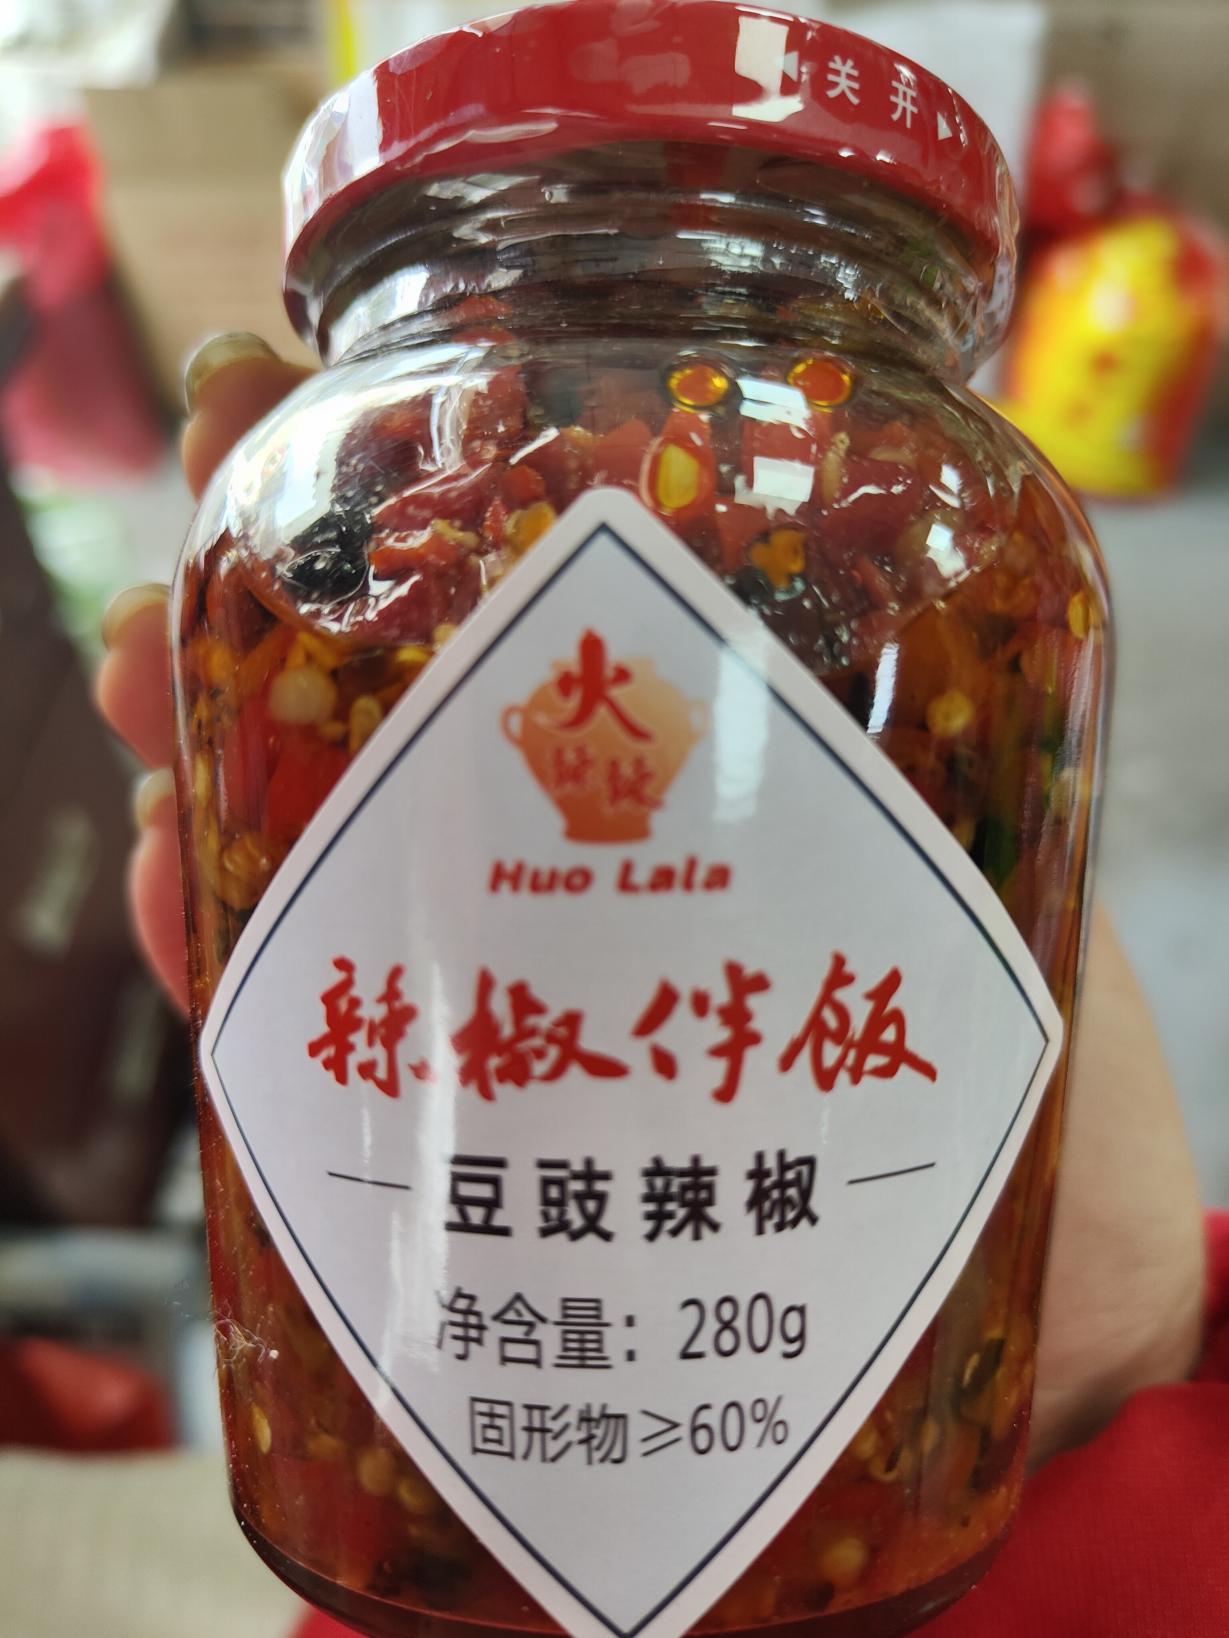 关 开
火
辣辣
Huo Lala
辣椒伴饭
豆豉辣椒
净含量：280g
固形物≥60%